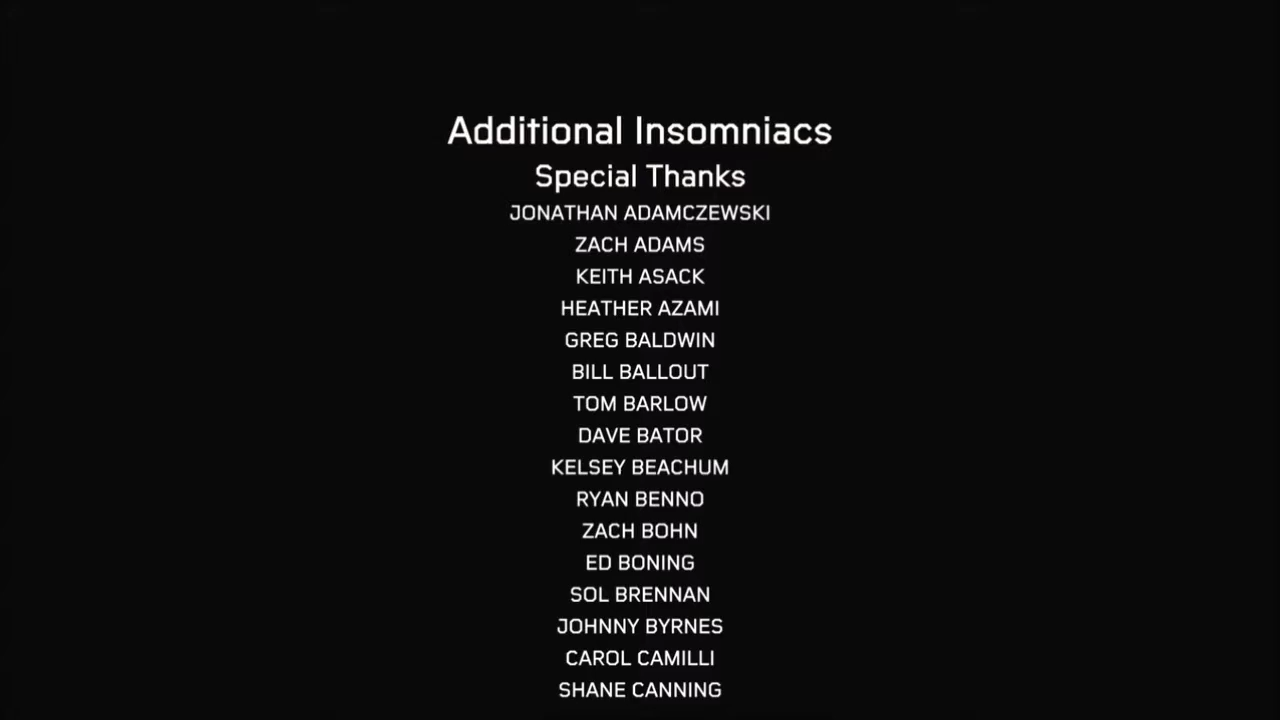 Additional Insomniacs
Special Thanks
JONATHAN ADAMCZEWSKI
ZACH ADAMS
KEITH ASACK
HEATHER AZAMI
GREG BALDWIN
BILL BALLOUT
TOM BARLOW
DAVE BATOR
KELSEY BEACHUM
RYAN BENNO
ZACH BOHN
ED BONING
SOL BRENNAN
JOHNNY BYRNES
CAROL CAMILLI
SHANE CANNING